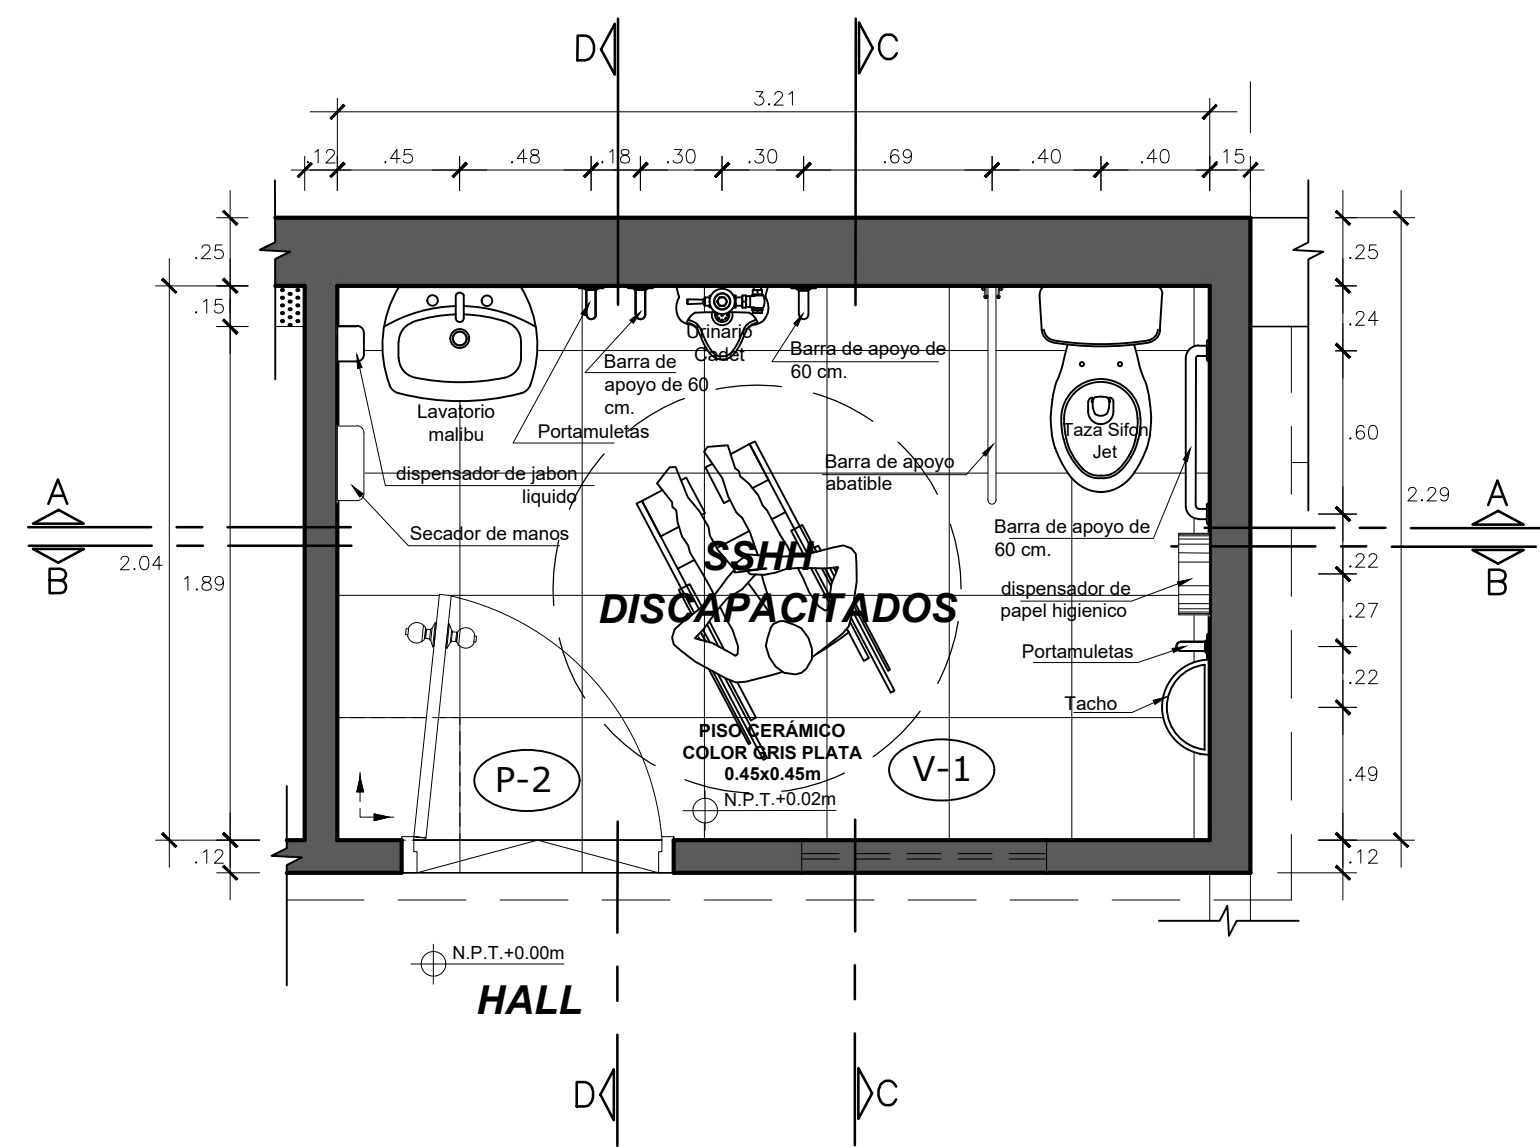 D
C
3.21
.12
.45
.48
.18
.30
.30
.69
.40
.40
.15
.25
.15
.25
.24
.60
2.29
.22
.27
.22
.49
.12
2.04
1.89
.12
Urinario
Cadet
Barra de
apoyo de 60
cm.
Barra de apoyo de
60 cm.
Lavatorio
malibu
Portamuletas
Taza Sifon
Jet
dispensador de jabon
liquido
Barra de apoyo
abatible
Secador de manos
Barra de apoyo de
60 cm.
A
B
A
B
SSHH
DISCAPACITADOS
dispensador de
papel higienico
Portamuletas
Tacho
PISO CERÁMICO
COLOR GRIS PLATA
0.45x0.45m
P-2
V-1
N.P.T.+0.02m
N.P.T.+0.00m
HALL
D
C